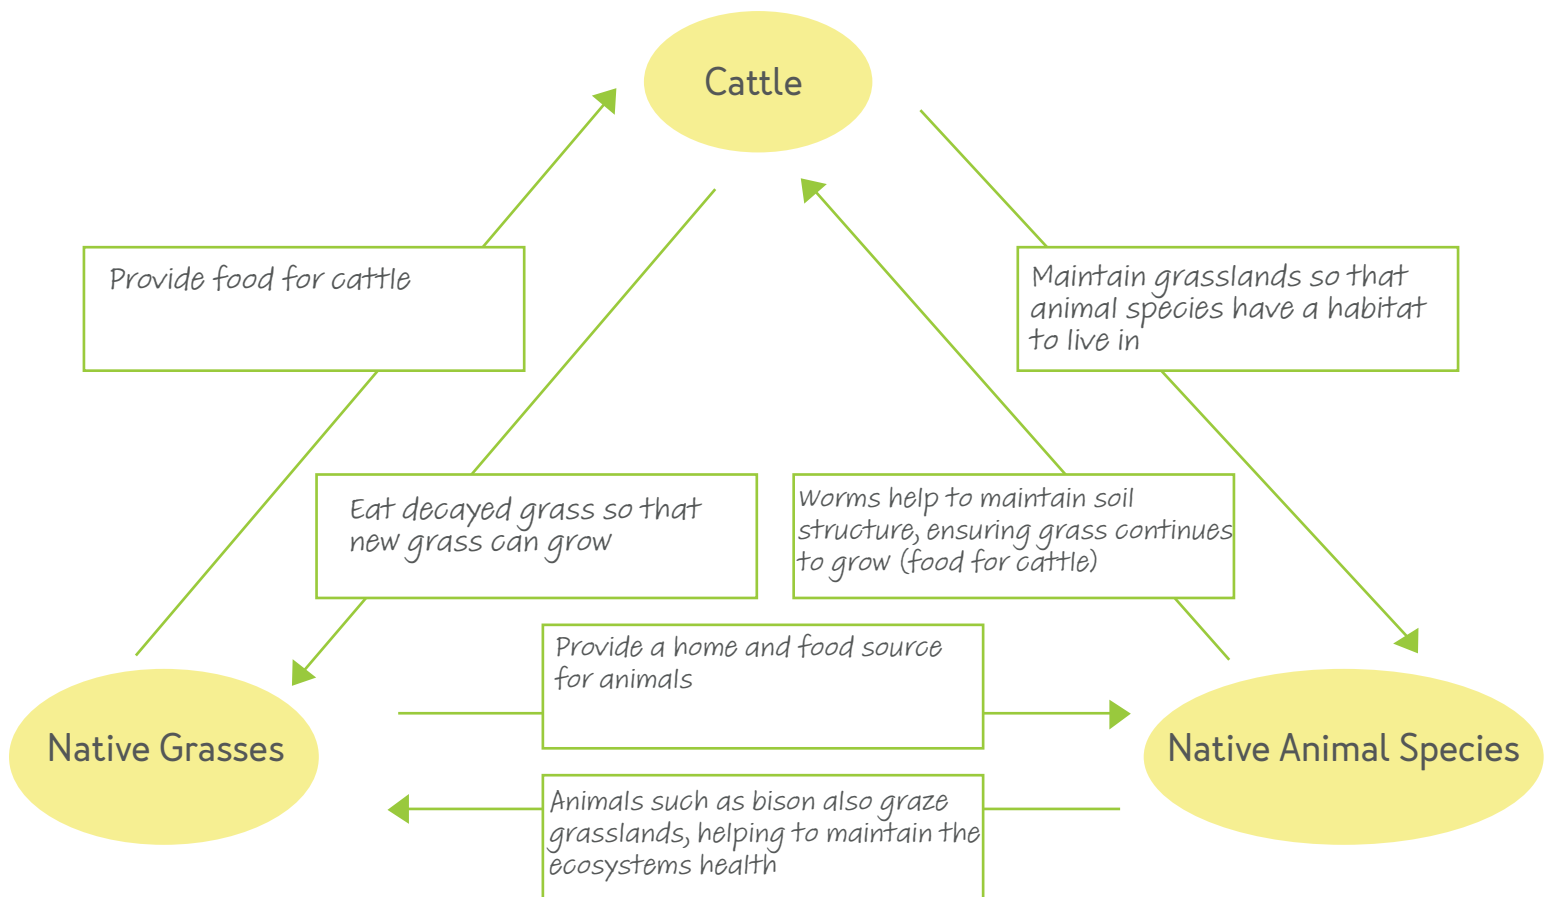 Cattle
Provide food for cattle
Maintain grasslands so that
animal species have a habitat
to live in
Eat decayed grass so that
new grass can grow
Worms help to maintain soil
structure, ensuring grass continues
to grow (food for cattle)
Provide a home and food source
for animals
Native Grasses
Native Animal Species
Animals such as bison also graze
grasslands, helping to maintain the
ecosystems health